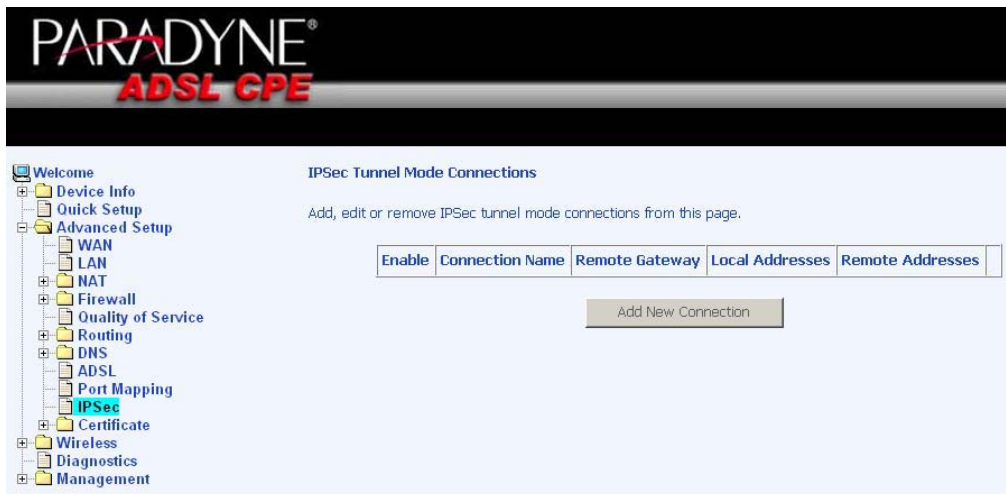 PARADYNE®
ADSL CPE
Welcome
Device Info
Quick Setup
Advanced Setup
WAN
LAN
NAT
Firewall
Quality of Service
Routing
DNS
ADSL
Port Mapping
IPSec
Certificate
Wireless
Diagnostics
Management
IPSec Tunnel Mode Connections
Add, edit or remove IPSec tunnel mode connections from this page.
Enable Connection Name Remote Gateway Local Addresses Remote Addresses
Add New Connection